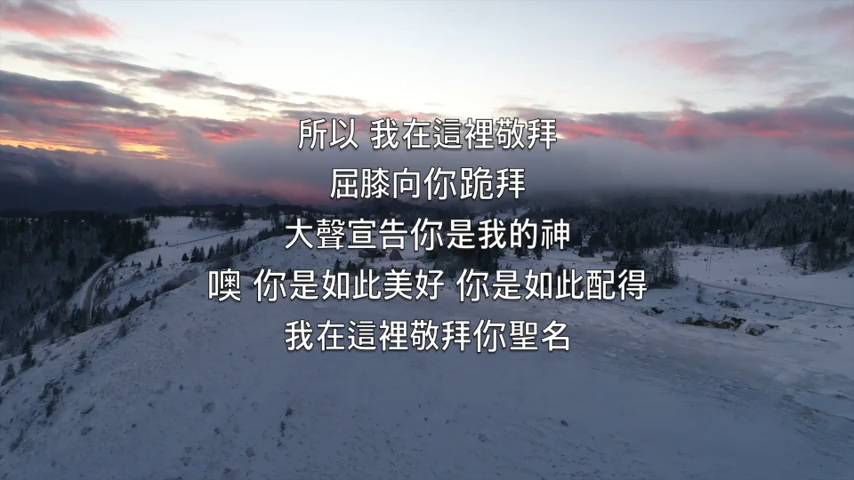 所以 我在這裡敬拜
屈膝向你跪拜
大聲宣告你是我的神
噢 你是如此美好 你是如此配得
我在這裡敬拜你聖名